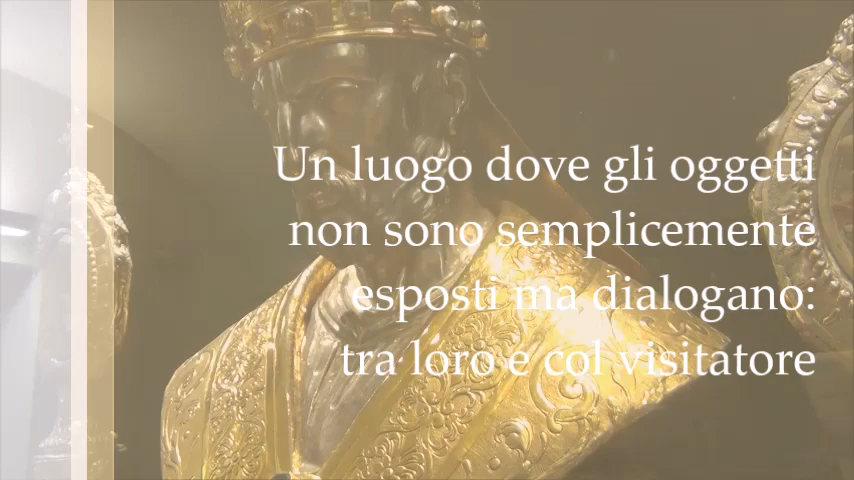 Un luogo dove gli oggetti
non sono semplicemente
esposti ma dialogano:
tra loro e col visitatore